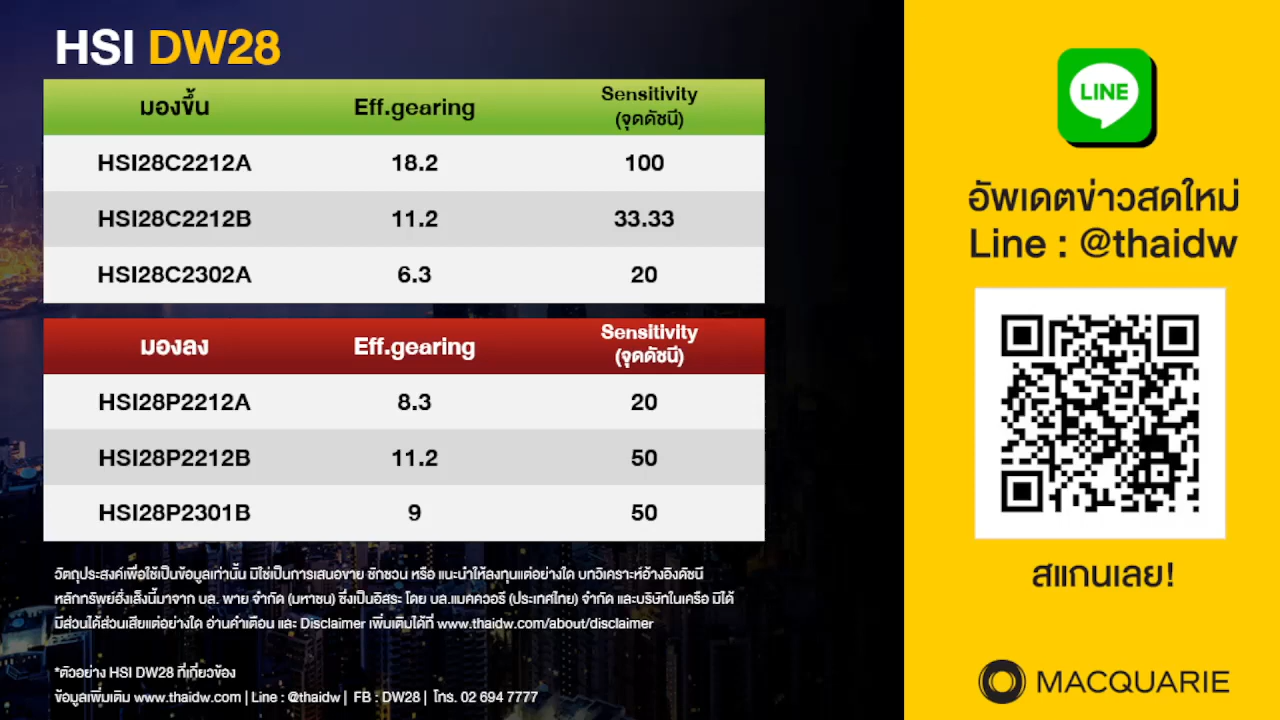 HSI DW28
มองขึ้น Eff.gearing Sensitivity (จุดดัชนี)
HSI28C2212A 18.2 100
HSI28C2212B 11.2 33.33
HSI28C2302A 6.3 20
มองลง Eff.gearing Sensitivity (จุดดัชนี)
HSI28P2212A 8.3 20
HSI28P2212B 11.2 50
HSI28P2301B 9 50
วัตถุประสงค์เพื่อใช้เป็นข้อมูลเท่านั้น มิใช่เป็นการเสนอขาย ชักชวน หรือ แนะนำให้ลงทุนแต่อย่างใด บทวิเคราะห์อ้างอิงดัชนี
หลักทรัพย์ฮั่งเส็งนี้มาจาก บล. พาย จำกัด (มหาชน) ซึ่งเป็นอิสระ โดย บล.แมคควอรี (ประเทศไทย) จำกัด และบริษัทในเครือ มิได้
มีส่วนได้ส่วนเสียแต่อย่างใด อ่านคำเตือน และ Disclaimer เพิ่มเติมได้ที่ www.thaidw.com/about/disclaimer
*ตัวอย่าง HSI DW28 ที่เกี่ยวข้อง
ข้อมูลเพิ่มเติม www.thaidw.com | Line : @thaidw | FB : DW28 | โทร. 02 694 7777
LINE
อัพเดตข่าวสดใหม่
Line : @thaidw
สแกนเลย!
MACQUARIE